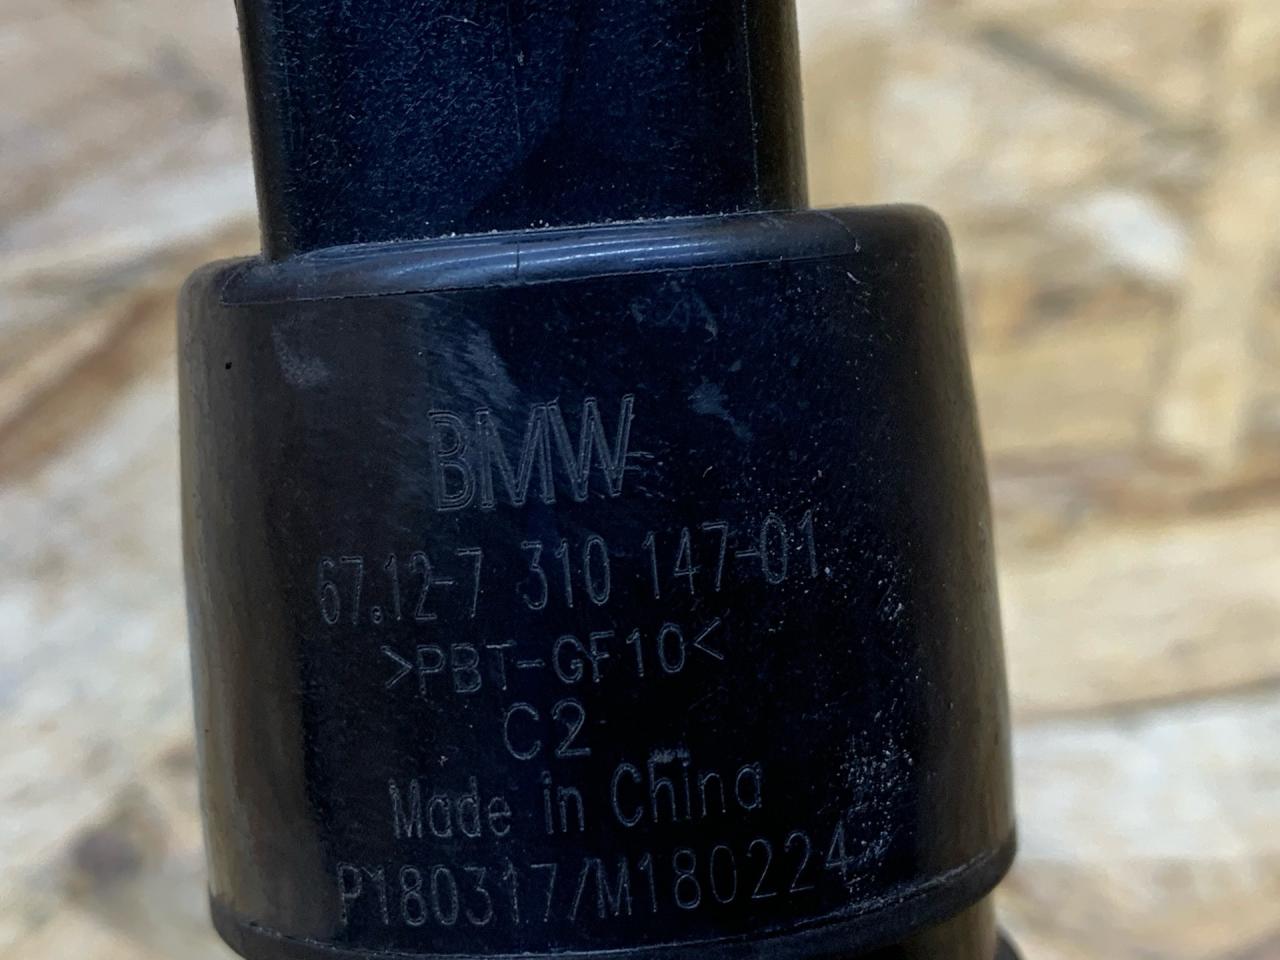 BMW
67.12-7 310 147-01
>PBT-GF10<
C2
Made in China
P180317/M180224